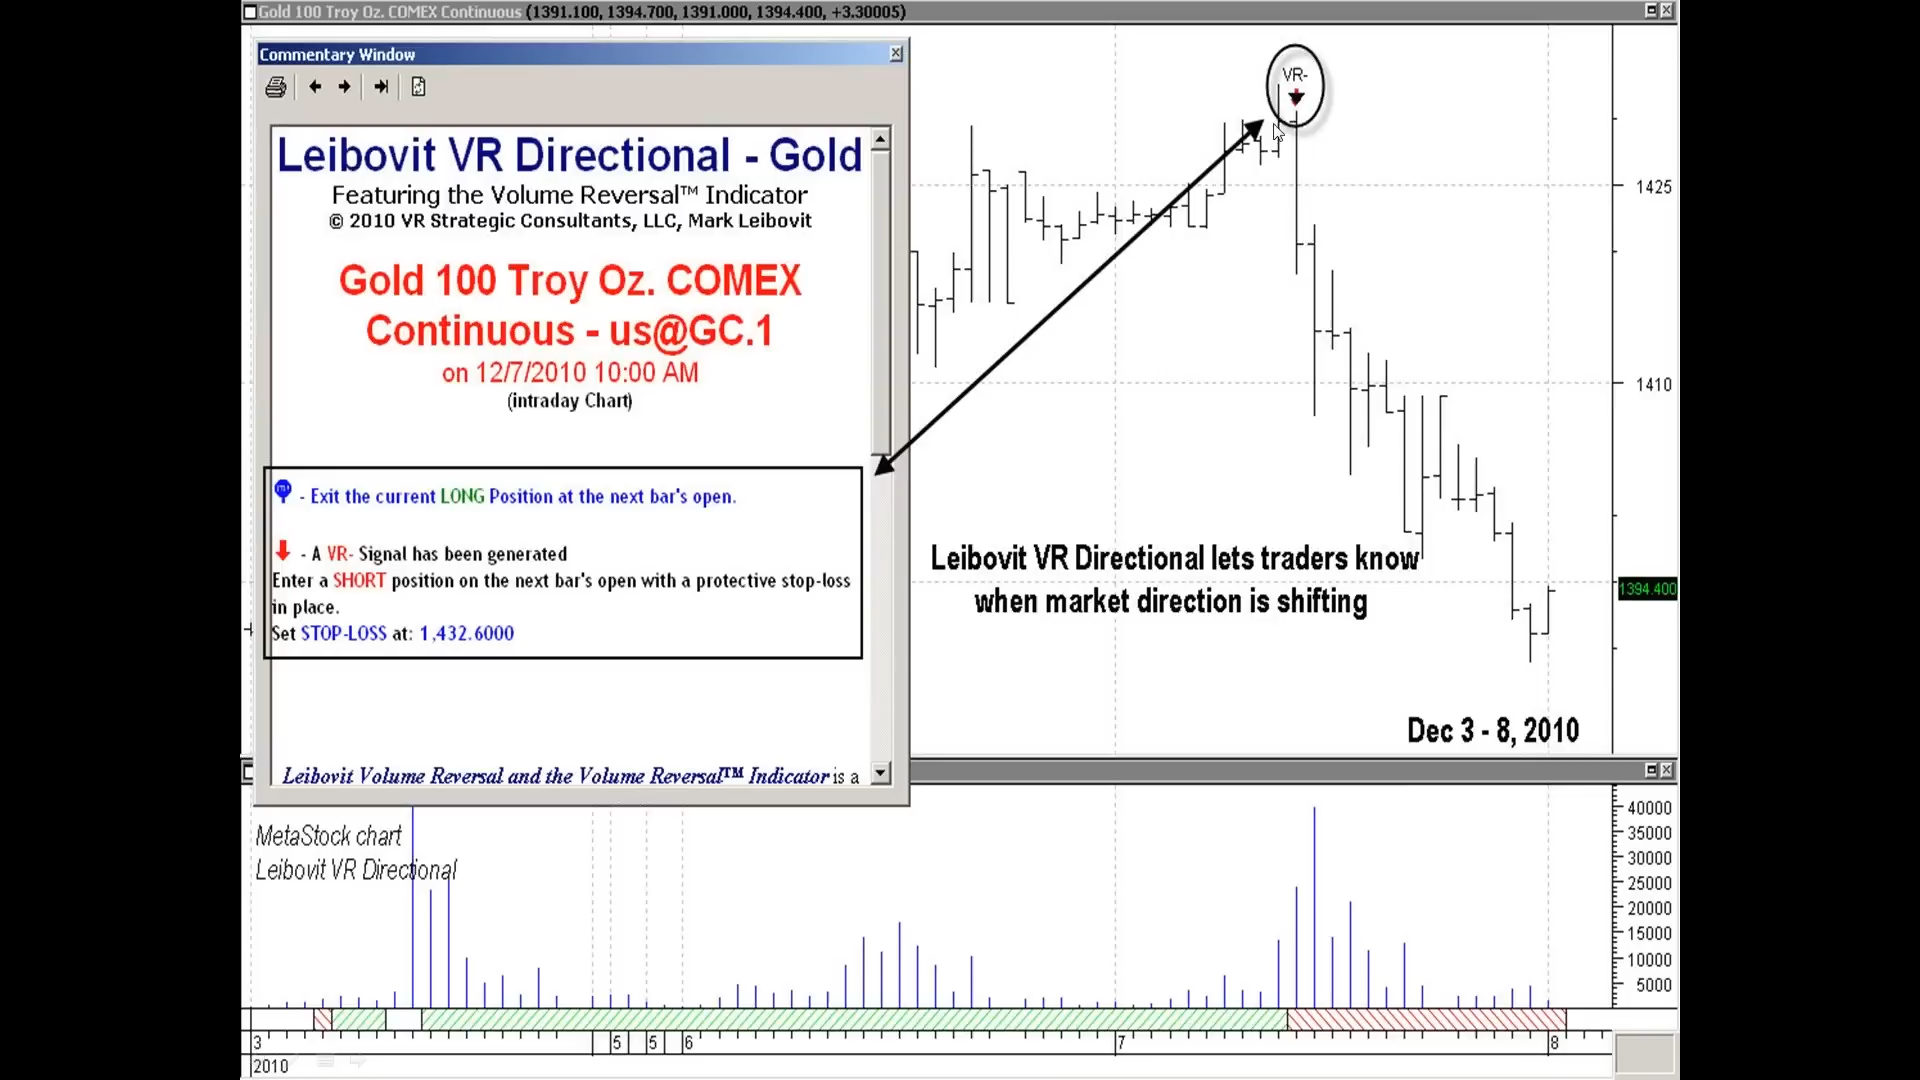 Gold 100 Troy Oz. COMEX Continuous (1391.100, 1394.700, 1391.000, 1394.400, +3.30005)
Commentary Window
Leibovit VR Directional - Gold
Featuring the Volume Reversal™ Indicator
© 2010 VR Strategic Consultants, LLC, Mark Leibovit
Gold 100 Troy Oz. COMEX
Continuous - us@GC.1
on 12/7/2010 10:00 AM
(intraday Chart)
- Exit the current LONG Position at the next bar's open.
- A VR- Signal has been generated
Enter a SHORT position on the next bar's open with a protective stop-loss
in place.
Set STOP-LOSS at: 1,432.6000
Leibovit Volume Reversal and the Volume Reversal™ Indicator is a
VR-
1425
1410
1394.400
Leibovit VR Directional lets traders know
when market direction is shifting
Dec 3 - 8, 2010
MetaStock chart
Leibovit VR Directional
40000
35000
30000
25000
20000
15000
10000
5000
3 5 5 6 7 8
2010